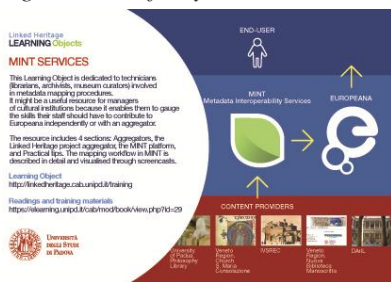 Linked Heritage
LEARNING Objects
MINT SERVICES
This Learning Object is dedicated to technicians
(librarians, archivists, museum curators) involved
in metadata mapping procedures.
It might be a useful resource for managers
of cultural institutions because it enables them to gauge
the skills their staff should have to contribute to
Europeana independently or with an aggregator.
The resource includes 4 sections: Aggregators, the
Linked Heritage project aggregator, the MINT platform,
and Practical tips. The mapping workflow in MINT is
described in detail and visualised through screencasts.
Learning Object
http://linkedheritage.cab.unipd.it/training
Readings and training materials
https://elearning.unipd.it/cab/mod/book/view.php?id=29
UNIVERSITÀ
DEGLI STUDI
DI PADOVA
END-USER
MINT
Metadata Interoperability Services
EUROPEANA
CONTENT PROVIDERS
University
of Padua,
Philosophy
Library
Veneto
Region,
Church
S. Maria
Consolazione
IVSREC
Veneto
Region,
Nuova
Biblioteca
Manoscritta